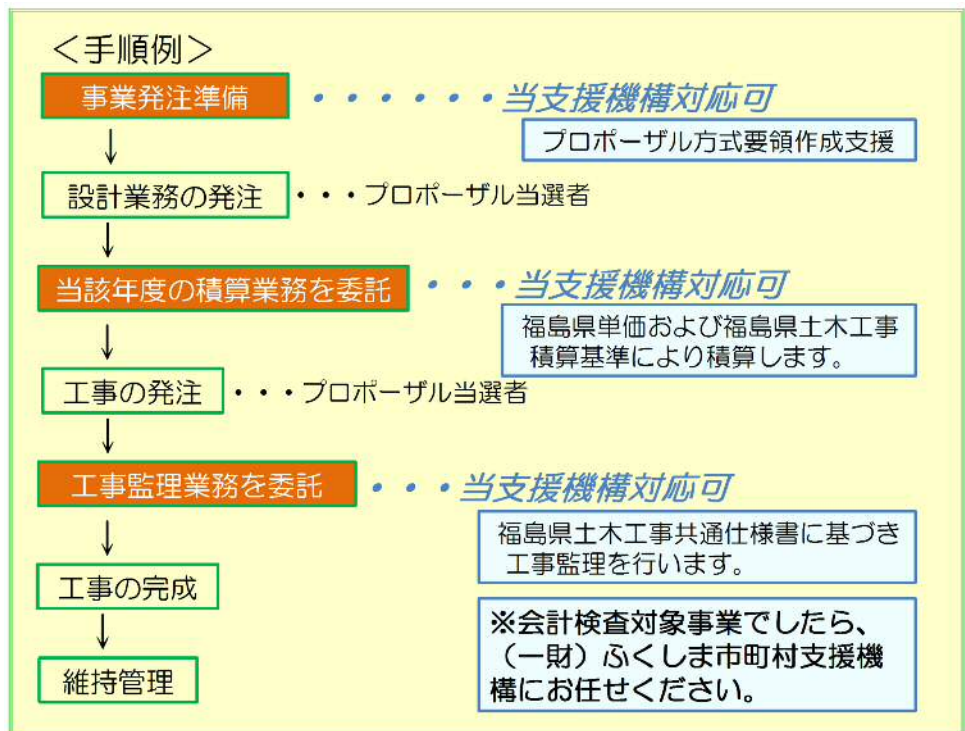 ＜手順例＞
事業発注準備 ・・・・・・当支援機構対応可
プロポーザル方式要領作成支援
↓
設計業務の発注 ・・・プロポーザル当選者
↓
当該年度の積算業務を委託 ・・・当支援機構対応可
福島県単価および福島県土木工事
積算基準により積算します。
↓
工事の発注 ・・・プロポーザル当選者
↓
工事監理業務を委託 ・・・当支援機構対応可
福島県土木工事共通仕様書に基づき
工事監理を行います。
↓
工事の完成
※会計検査対象事業でしたら、
（一財）ふくしま市町村支援機
構にお任せください。
↓
維持管理